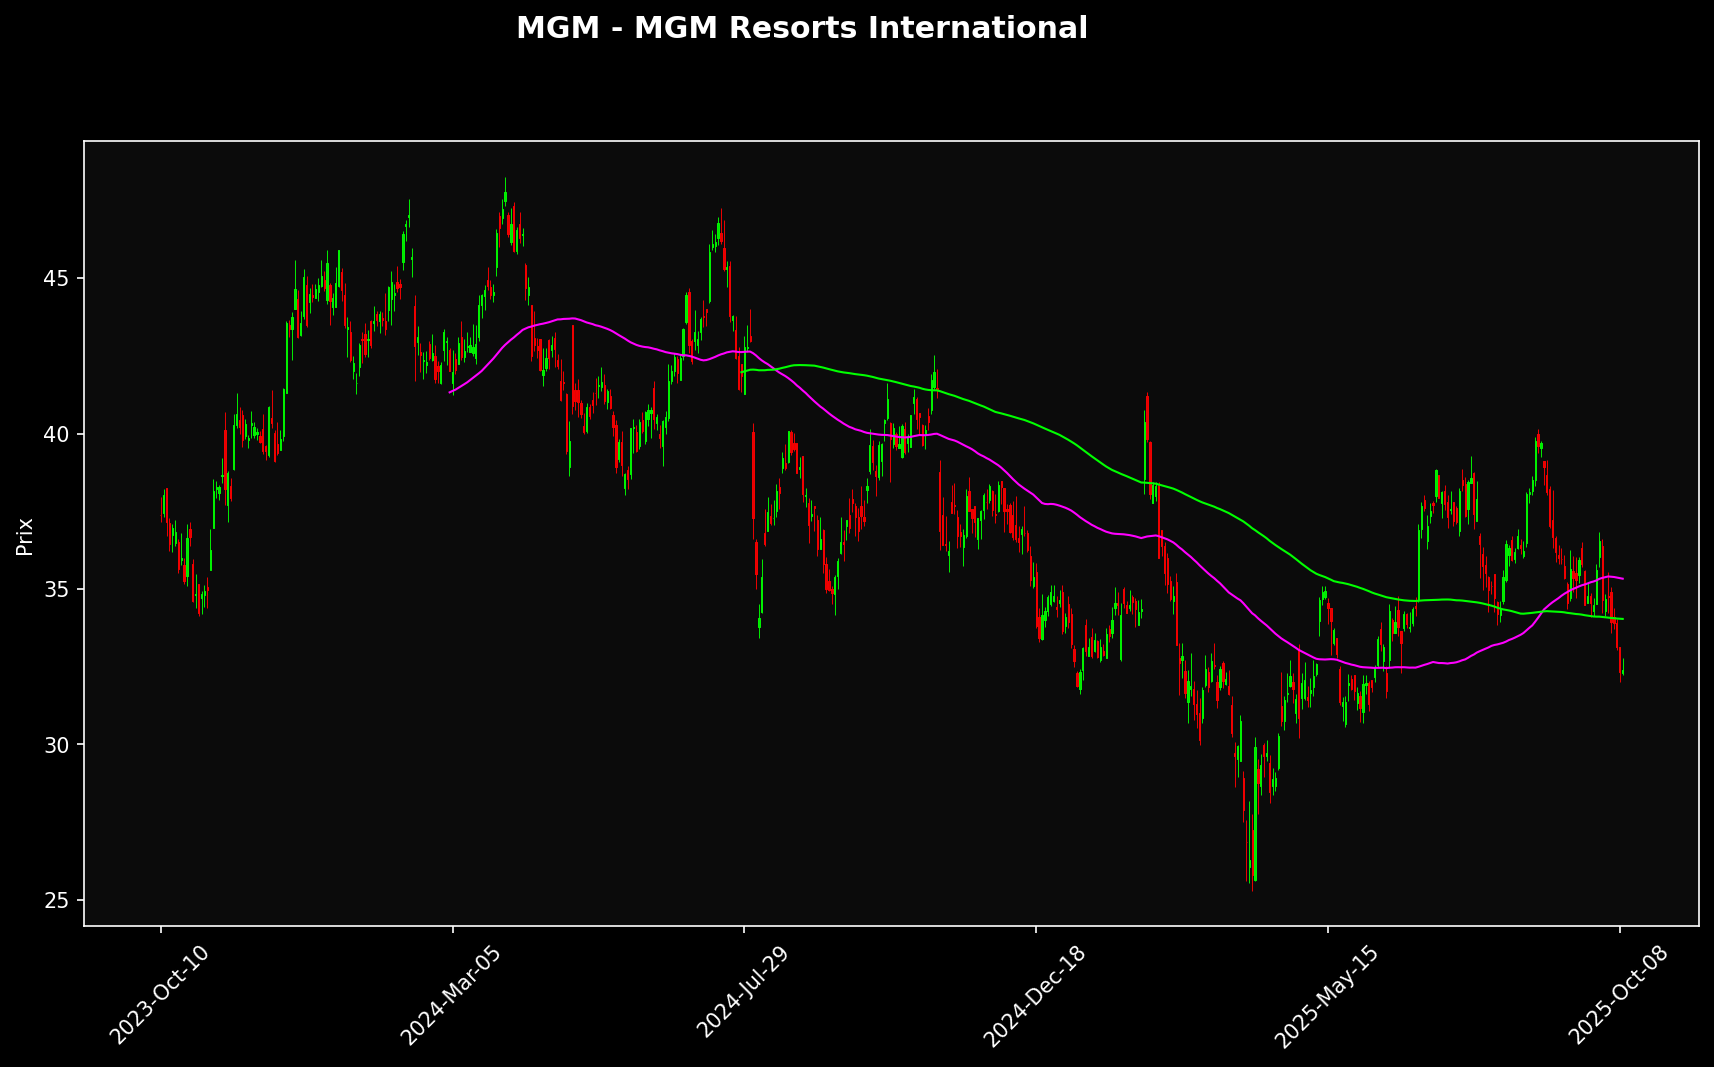 MGM - MGM Resorts International
Prix
45
40
35
30
25
2023-Oct-10
2024-Mar-05
2024-Jul-29
2024-Dec-18
2025-May-15
2025-Oct-08